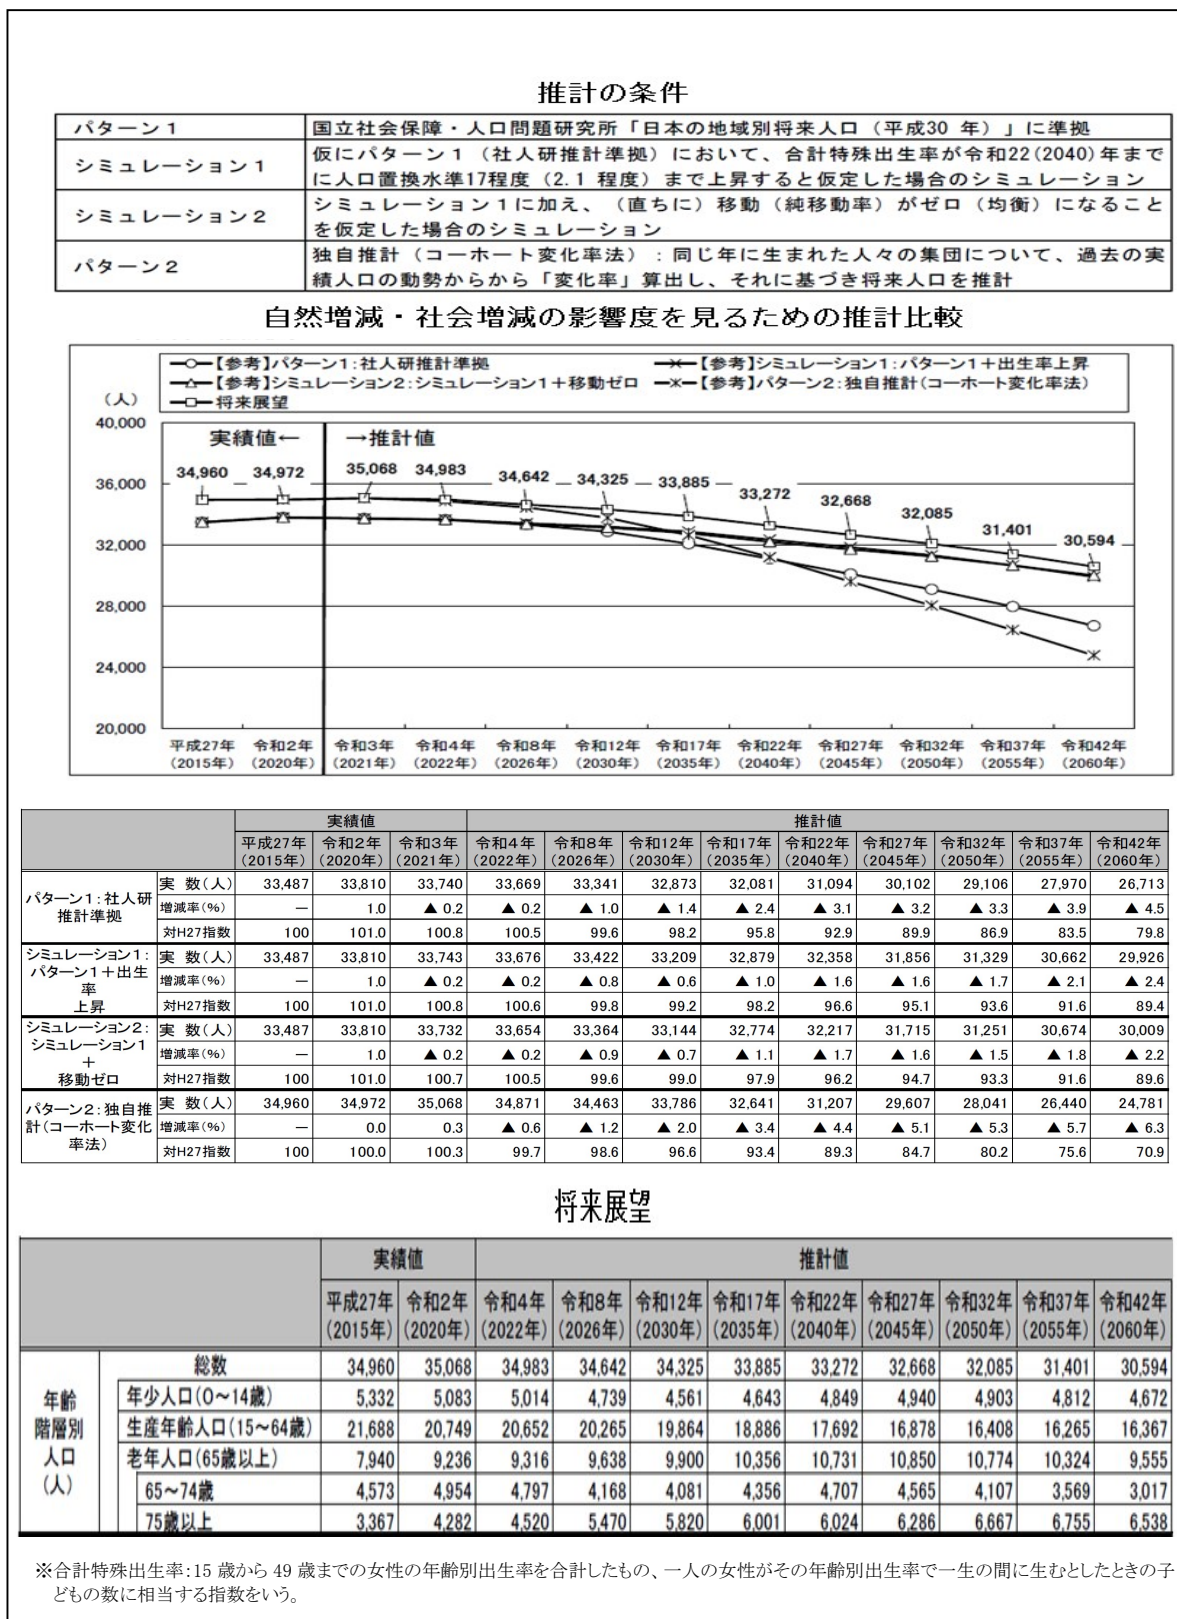 推計の条件
パターン1 国立社会保障・人口問題研究所「日本の地域別将来人口(平成30 年)」に準拠
シミュレーション1 仮にパターン1(社人研推計準拠)において、合計特殊出生率が令和22(2040)年まで
に人口置換水準17程度(2.1 程度)まで上昇すると仮定した場合のシミュレーション
シミュレーション2 シミュレーション1に加え、(直ちに)移動(純移動率)がゼロ(均衡)になること
を仮定した場合のシミュレーション
パターン2 独自推計(コーホート変化率法):同じ年に生まれた人々の集団について、過去の実
績人口の動勢からから「変化率」算出し、それに基づき将来人口を推計
自然増減・社会増減の影響度を見るための推計比較
【参考】パターン1:社人研推計準拠 【参考】シミュレーション1:パターン1+出生率上昇
【参考】シミュレーション2:シミュレーション1+移動ゼロ 【参考】パターン2:独自推計(コーホート変化率法)
将来展望
(人)
40,000
実績値← →推計値
34,960 34,972 35,068 34,983 34,642 34,325 33,885 33,272 32,668 32,085 31,401 30,594
36,000
32,000
28,000
24,000
20,000
平成27年 令和2年 令和3年 令和4年 令和8年 令和12年 令和17年 令和22年 令和27年 令和32年 令和37年 令和42年
(2015年) (2020年) (2021年) (2022年) (2026年) (2030年) (2035年) (2040年) (2045年) (2050年) (2055年) (2060年)
実績値 推計値
平成27年 令和2年 令和3年 令和4年 令和8年 令和12年 令和17年 令和22年 令和27年 令和32年 令和37年 令和42年
(2015年) (2020年) (2021年) (2022年) (2026年) (2030年) (2035年) (2040年) (2045年) (2050年) (2055年) (2060年)
パターン1:社人研
推計準拠
実 数(人) 33,487 33,810 33,740 33,669 33,341 32,873 32,081 31,094 30,102 29,106 27,970 26,713
増減率(%) ― 1.0 ▲ 0.2 ▲ 0.2 ▲ 1.0 ▲ 1.4 ▲ 2.4 ▲ 3.1 ▲ 3.2 ▲ 3.3 ▲ 3.9 ▲ 4.5
対H27指数 100 101.0 100.8 100.5 99.6 98.2 95.8 92.9 89.9 86.9 83.5 79.8
シミュレーション1:
パターン1+出生
率
上昇
実 数(人) 33,487 33,810 33,743 33,676 33,422 33,209 32,879 32,358 31,856 31,329 30,662 29,926
増減率(%) ― 1.0 ▲ 0.2 ▲ 0.2 ▲ 0.8 ▲ 0.6 ▲ 1.0 ▲ 1.6 ▲ 1.6 ▲ 1.7 ▲ 2.1 ▲ 2.4
対H27指数 100 101.0 100.8 100.6 99.8 99.2 98.2 96.6 95.1 93.6 91.6 89.4
シミュレーション2:
シミュレーション1
+
移動ゼロ
実 数(人) 33,487 33,810 33,732 33,654 33,364 33,144 32,774 32,217 31,715 31,251 30,674 30,009
増減率(%) ― 1.0 ▲ 0.2 ▲ 0.2 ▲ 0.9 ▲ 0.7 ▲ 1.1 ▲ 1.7 ▲ 1.6 ▲ 1.5 ▲ 1.8 ▲ 2.2
対H27指数 100 101.0 100.7 100.5 99.6 99.0 97.9 96.2 94.7 93.3 91.6 89.6
パターン2:独自推
計(コーホート変化
率法)
実 数(人) 34,960 34,972 35,068 34,871 34,463 33,786 32,641 31,207 29,607 28,041 26,440 24,781
増減率(%) ― 0.0 0.3 ▲ 0.6 ▲ 1.2 ▲ 2.0 ▲ 3.4 ▲ 4.4 ▲ 5.1 ▲ 5.3 ▲ 5.7 ▲ 6.3
対H27指数 100 100.0 100.3 99.7 98.6 96.6 93.4 89.3 84.7 80.2 75.6 70.9
将来展望
実績値 推計値
平成27年 令和2年 令和4年 令和8年 令和12年 令和17年 令和22年 令和27年 令和32年 令和37年 令和42年
(2015年) (2020年) (2022年) (2026年) (2030年) (2035年) (2040年) (2045年) (2050年) (2055年) (2060年)
年齢
階層別
人口
(人)
総数 34,960 35,068 34,983 34,642 34,325 33,885 33,272 32,668 32,085 31,401 30,594
年少人口(0~14歳) 5,332 5,083 5,014 4,739 4,561 4,643 4,849 4,940 4,903 4,812 4,672
生産年齢人口(15~64歳) 21,688 20,749 20,652 20,265 19,864 18,886 17,692 16,878 16,408 16,265 16,367
老年人口(65歳以上) 7,940 9,236 9,316 9,638 9,900 10,356 10,731 10,850 10,774 10,324 9,555
65~74歳 4,573 4,954 4,797 4,168 4,081 4,356 4,707 4,565 4,107 3,569 3,017
75歳以上 3,367 4,282 4,520 5,470 5,820 6,001 6,024 6,286 6,667 6,755 6,538
※合計特殊出生率:15 歳から 49 歳までの女性の年齢別出生率を合計したもの、一人の女性がその年齢別出生率で一生の間に生むとしたときの子
どもの数に相当する指数をいう。